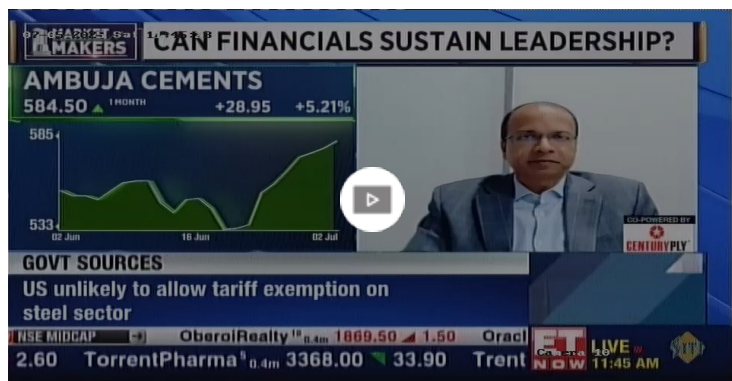 MARKET
MAKERS
CAN FINANCIALS SUSTAIN LEADERSHIP?
AMBUJA CEMENTS
584.50 ▲ 1 MONTH +28.95 +5.21%
585
533
02 Jun 16 Jun 02 Jul
CO-POWERED BY
CENTURYPLY
GOVT SOURCES
US unlikely to allow tariff exemption on
steel sector
NSE MIDCAP OberoiRealty 0.4m 1869.50 1.50 Oracl
2.60 TorrentPharma 0.4m 3368.00 33.90 Trent
ET
NOW
LIVE
11:45 AM
SITI